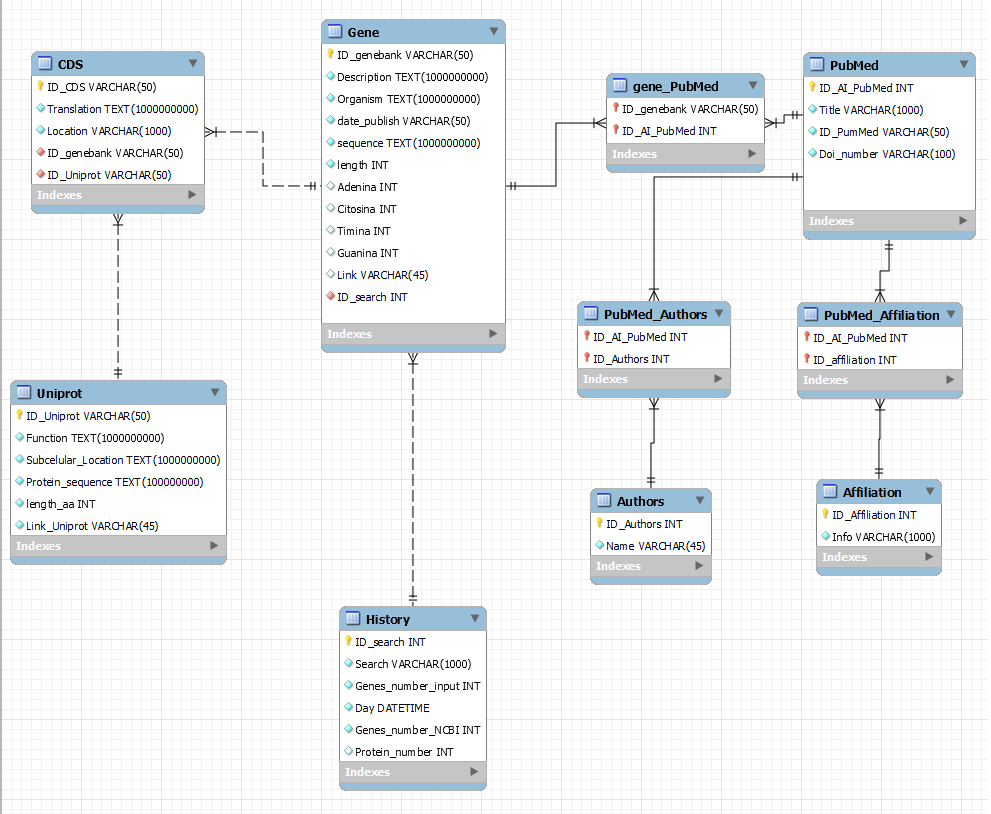 CDS
ID_CDS VARCHAR(50)
Translation TEXT(1000000000)
Location VARCHAR(1000)
ID_genebank VARCHAR(50)
ID_Uniprot VARCHAR(50)
Indexes
Gene
ID_genebank VARCHAR(50)
Description TEXT(1000000000)
Organism TEXT(1000000000)
date_publish VARCHAR(50)
sequence TEXT(1000000000)
length INT
Adenina INT
Citosina INT
Timina INT
Guanina INT
Link VARCHAR(45)
ID_search INT
Indexes
gene_PubMed
ID_genebank VARCHAR(50)
ID_AI_PubMed INT
Indexes
PubMed
ID_AI_PubMed INT
Title VARCHAR(1000)
ID_PumMed VARCHAR(50)
Doi_number VARCHAR(100)
Indexes
PubMed_Authors
ID_AI_PubMed INT
ID_Authors INT
Indexes
PubMed_Affiliation
ID_AI_PubMed INT
ID_affiliation INT
Indexes
Uniprot
ID_Uniprot VARCHAR(50)
Function TEXT(1000000000)
Subcelular_Location TEXT(1000000000)
Protein_sequence TEXT(100000000)
length_aa INT
Link_Uniprot VARCHAR(45)
Indexes
Authors
ID_Authors INT
Name VARCHAR(45)
Indexes
Affiliation
ID_Affiliation INT
Info VARCHAR(1000)
Indexes
History
ID_search INT
Search VARCHAR(1000)
Genes_number_input INT
Day DATETIME
Genes_number_NCBI INT
Protein_number INT
Indexes